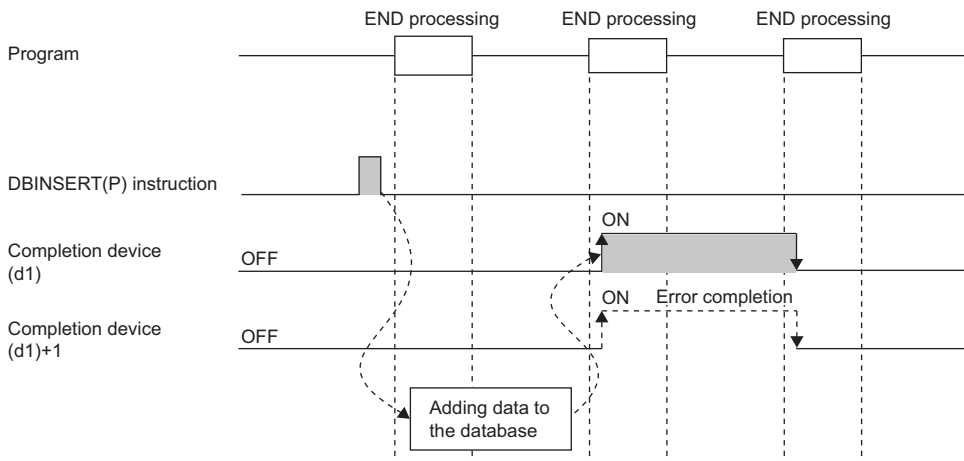 END processing END processing END processing
Program
DBINSERT(P) instruction
ON
Completion device
(d1)
OFF
ON Error completion
Completion device
(d1)+1
OFF
Adding data to
the database